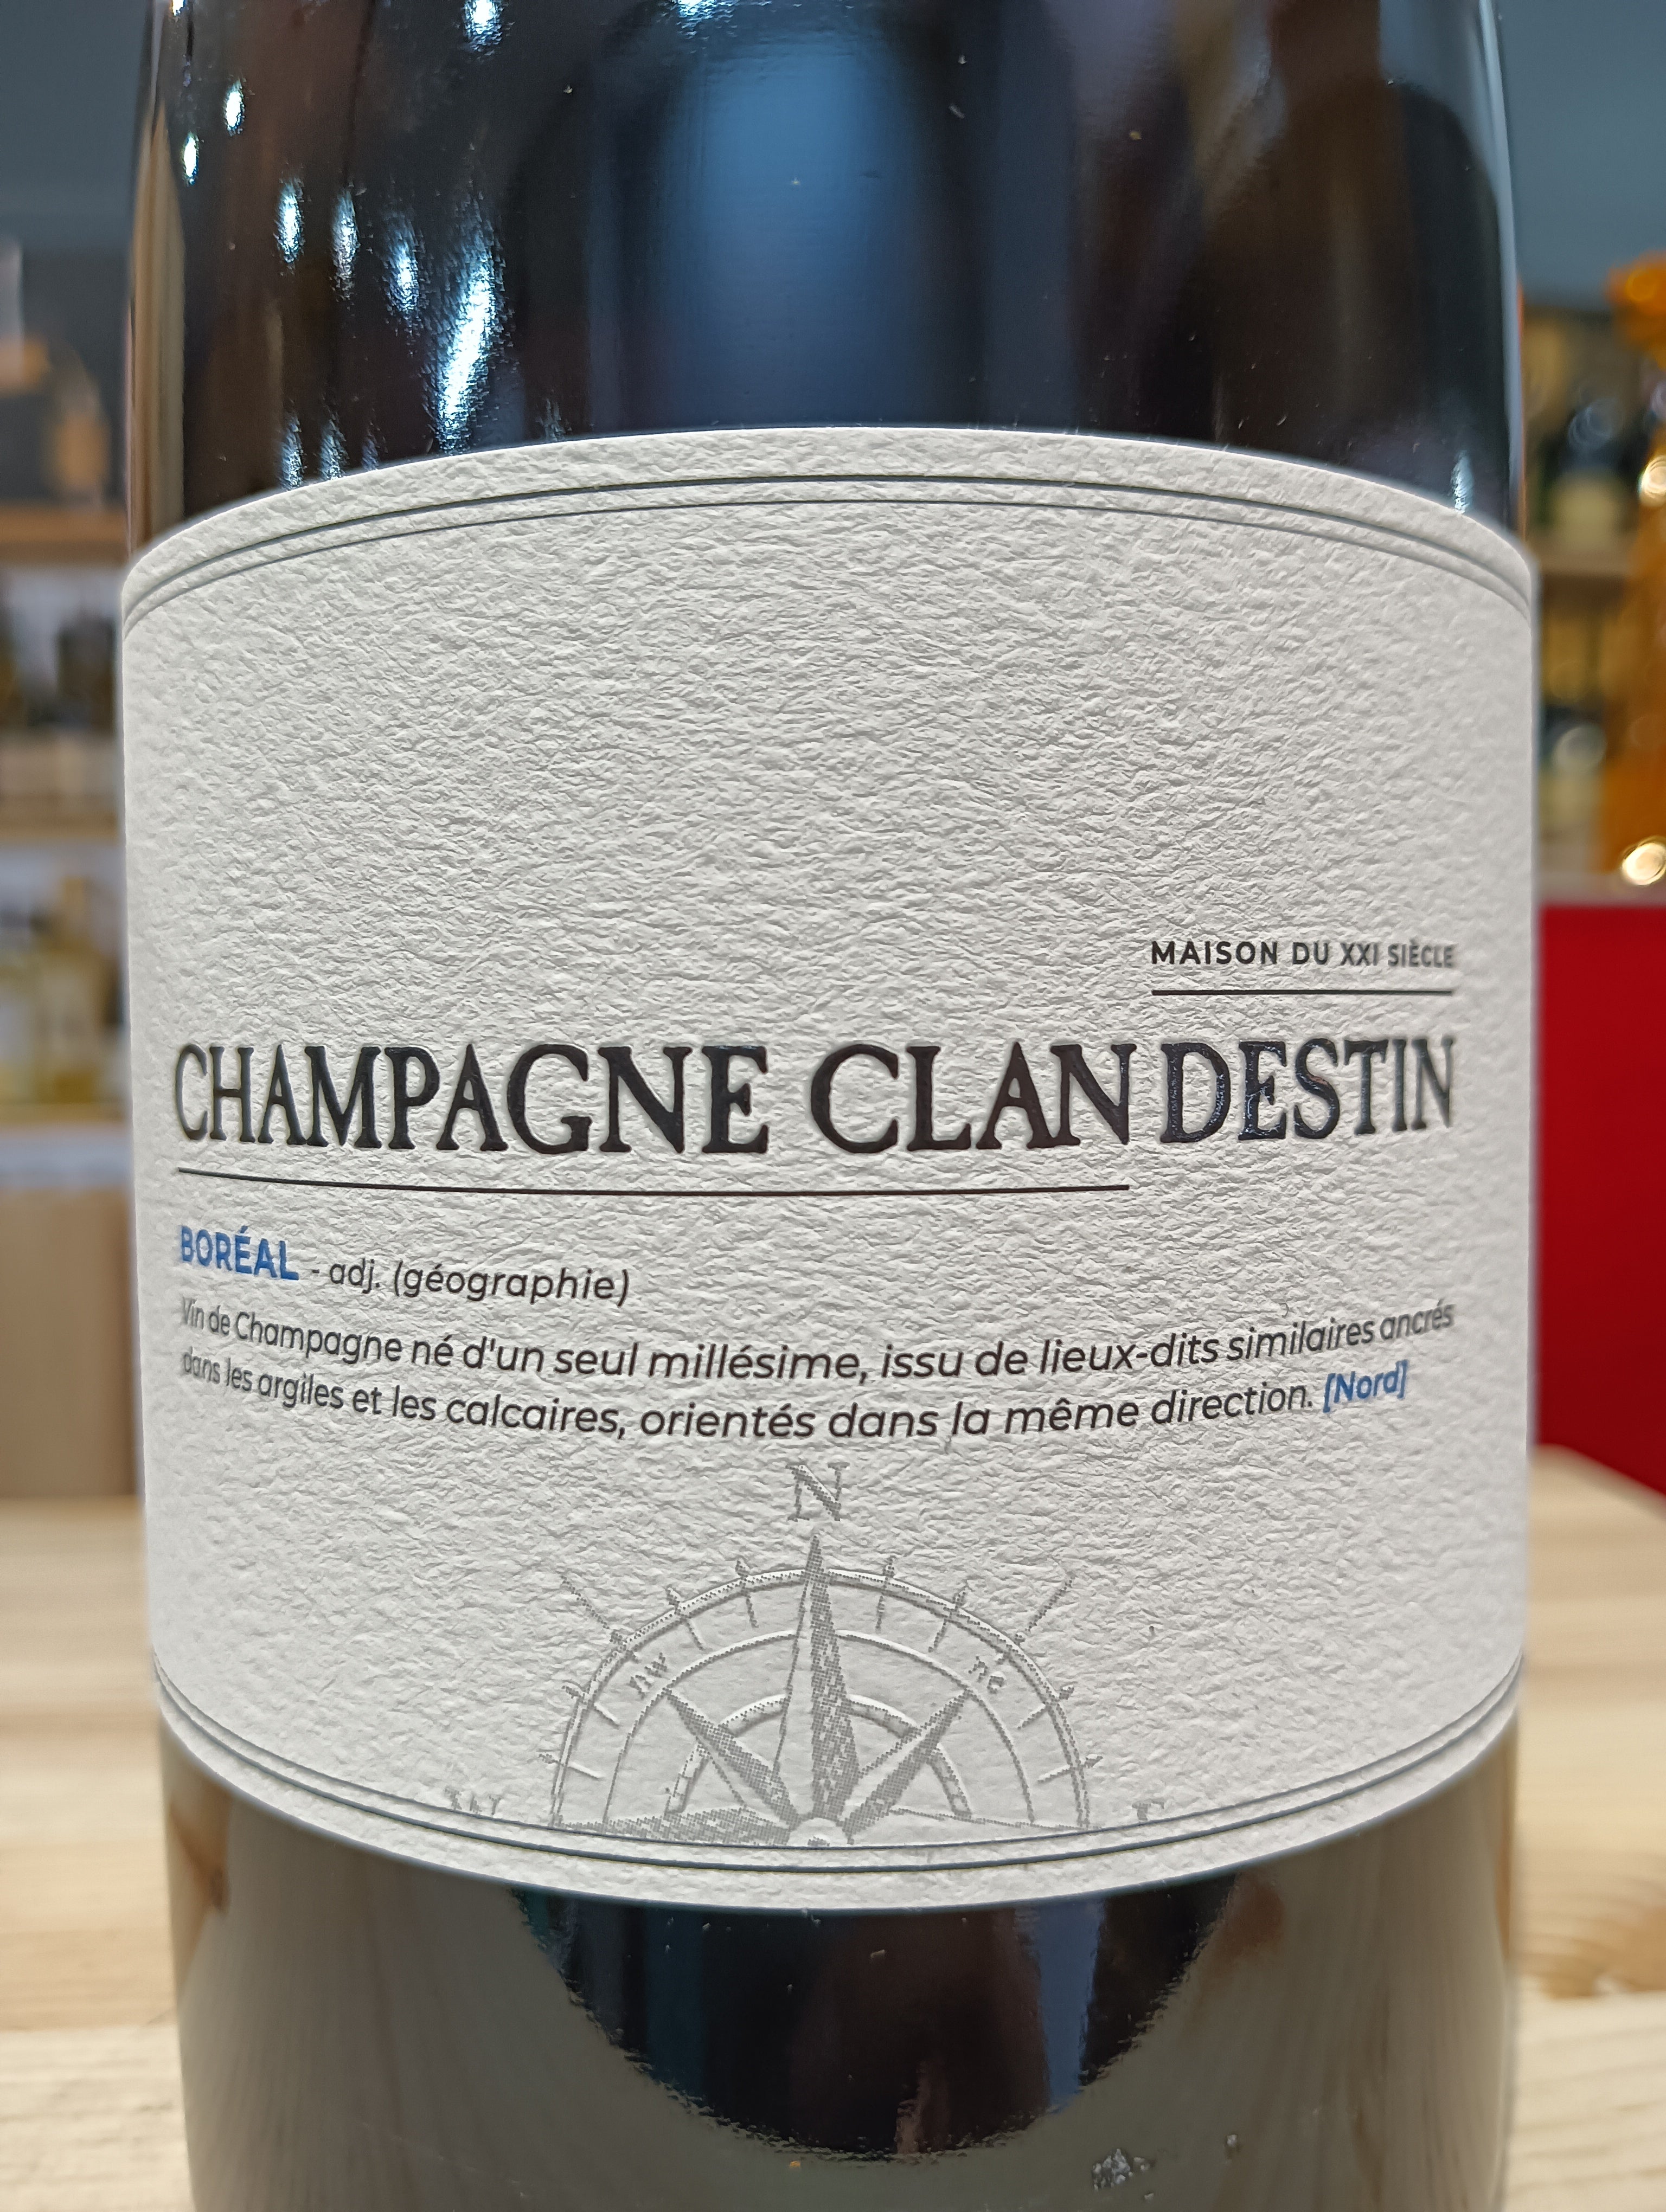 MAISON DU XXI SIÈCLE
CHAMPAGNE CLANDESTIN
BORÉAL - adj. (géographie)
Vin de Champagne né d'un seul millésime, issu de lieux-dits similaires ancrés
dans les argiles et les calcaires, orientés dans la même direction. [Nord]
N